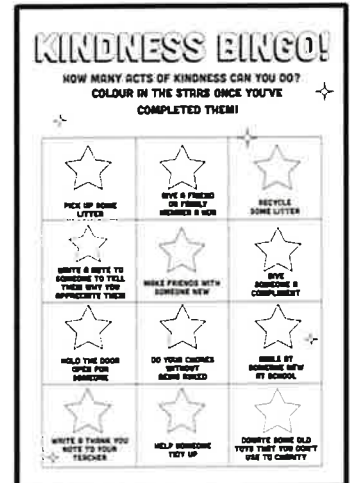 KINDNESS BINGO!
HOW MANY ACTS OF KINDNESS CAN YOU DO?
COLOUR IN THE STARS ONCE YOU'VE
COMPLETED THEM!
PICK UP SOME
LITTER
GIVE A FRIEND
OR FAMILY
MEMBER A HUG
RECYCLE
SOME LITTER
WRITE A NOTE TO
SOMEONE TO TELL
THEM WHY YOU
APPRECIATE THEM
MAKE FRIENDS WITH
SOMEONE NEW
GIVE
SOMEONE A
COMPLIMENT
HOLD THE DOOR
OPEN FOR
SOMEONE
DO YOUR CHORES
WITHOUT
BEING ASKED
SMILE AT
SOMEONE NEW
AT SCHOOL
WRITE A THANK YOU
NOTE TO YOUR
TEACHER
HELP SOMEONE
TIDY UP
DONATE SOME OLD
TOYS THAT YOU DON'T
USE TO CHARITY